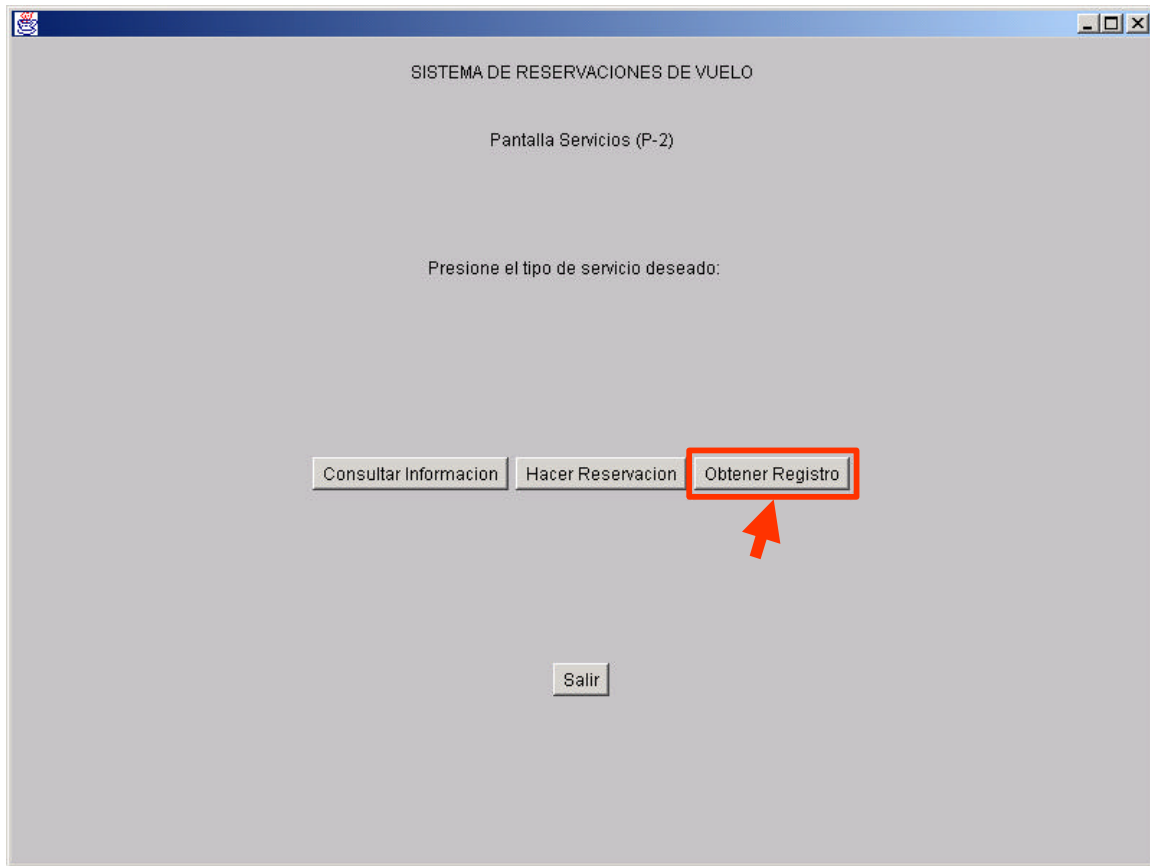 SISTEMA DE RESERVACIONES DE VUELO
Pantalla Servicios (P-2)
Presione el tipo de servicio deseado:
Consultar Informacion Hacer Reservacion Obtener Registro
Salir